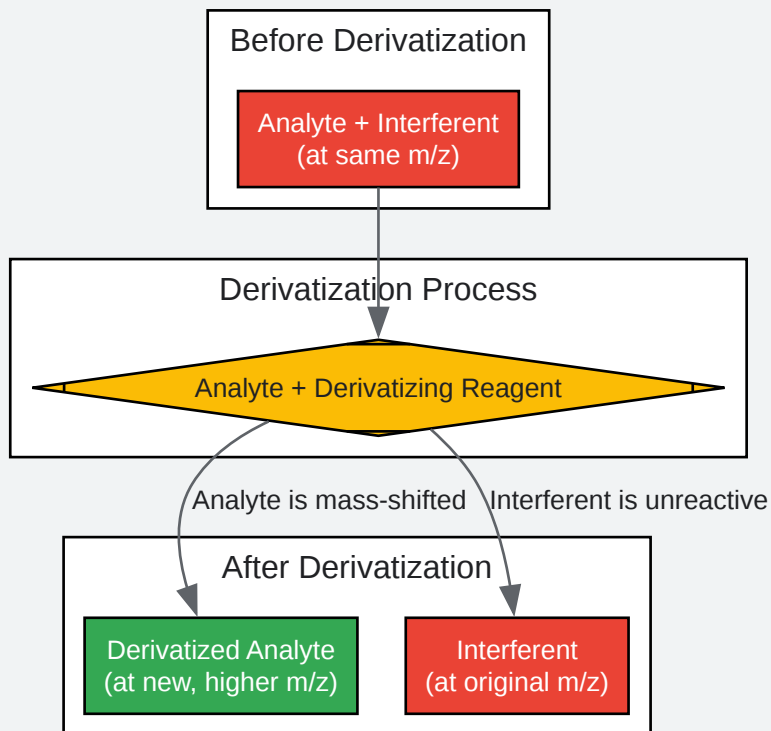 Before Derivatization
Analyte + Interferent
(at same m/z)
Derivatization Process
Analyte + Derivatizing Reagent
Analyte is mass-shifted
Interferent is unreactive
After Derivatization
Derivatized Analyte
(at new, higher m/z)
Interferent
(at original m/z)